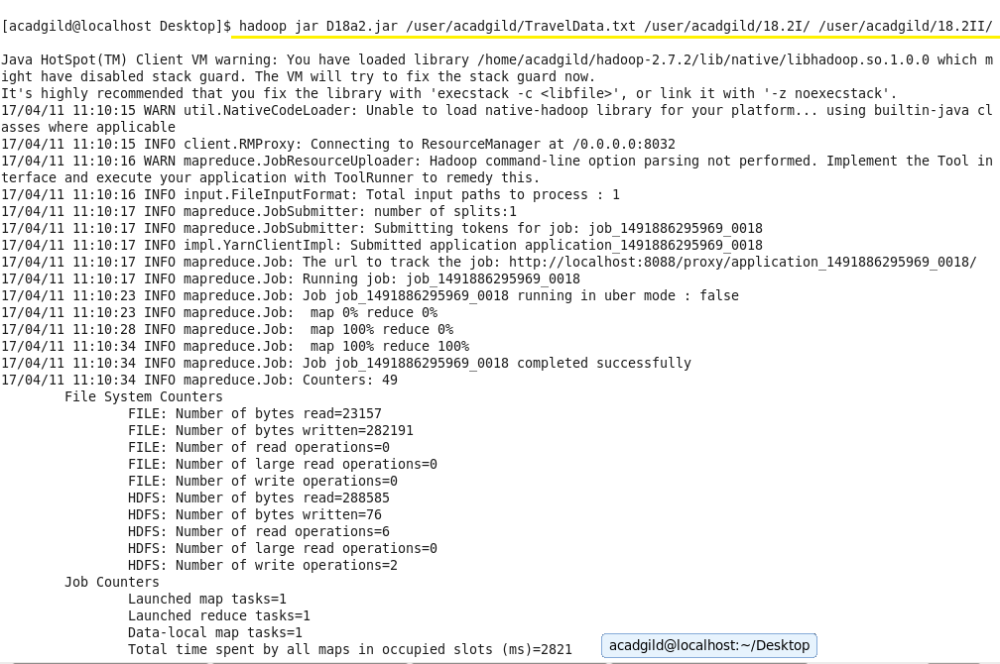 [acadgild@localhost Desktop]$ hadoop jar D18a2.jar /user/acadgild/TravelData.txt /user/acadgild/18.2I/ /user/acadgild/18.2II/
Java HotSpot(TM) Client VM warning: You have loaded library /home/acadgild/hadoop-2.7.2/lib/native/libhadoop.so.1.0.0 which m
ight have disabled stack guard. The VM will try to fix the stack guard now.
It's highly recommended that you fix the library with 'execstack -c <libfile>', or link it with '-z noexecstack'.
17/04/11 11:10:15 WARN util.NativeCodeLoader: Unable to load native-hadoop library for your platform... using builtin-java cl
asses where applicable
17/04/11 11:10:15 INFO client.RMProxy: Connecting to ResourceManager at /0.0.0.0:8032
17/04/11 11:10:16 WARN mapreduce.JobResourceUploader: Hadoop command-line option parsing not performed. Implement the Tool in
terface and execute your application with ToolRunner to remedy this.
17/04/11 11:10:16 INFO input.FileInputFormat: Total input paths to process : 1
17/04/11 11:10:17 INFO mapreduce.JobSubmitter: number of splits:1
17/04/11 11:10:17 INFO mapreduce.JobSubmitter: Submitting tokens for job: job_1491886295969_0018
17/04/11 11:10:17 INFO impl.YarnClientImpl: Submitted application application_1491886295969_0018
17/04/11 11:10:17 INFO mapreduce.Job: The url to track the job: http://localhost:8088/proxy/application_1491886295969_0018/
17/04/11 11:10:17 INFO mapreduce.Job: Running job: job_1491886295969_0018
17/04/11 11:10:23 INFO mapreduce.Job: Job job_1491886295969_0018 running in uber mode : false
17/04/11 11:10:23 INFO mapreduce.Job:  map 0% reduce 0%
17/04/11 11:10:28 INFO mapreduce.Job:  map 100% reduce 0%
17/04/11 11:10:34 INFO mapreduce.Job:  map 100% reduce 100%
17/04/11 11:10:34 INFO mapreduce.Job: Job job_1491886295969_0018 completed successfully
17/04/11 11:10:34 INFO mapreduce.Job: Counters: 49
File System Counters
FILE: Number of bytes read=23157
FILE: Number of bytes written=282191
FILE: Number of read operations=0
FILE: Number of large read operations=0
FILE: Number of write operations=0
HDFS: Number of bytes read=288585
HDFS: Number of bytes written=76
HDFS: Number of read operations=6
HDFS: Number of large read operations=0
HDFS: Number of write operations=2
Job Counters
Launched map tasks=1
Launched reduce tasks=1
Data-local map tasks=1
Total time spent by all maps in occupied slots (ms)=2821
acadgild@localhost:~/Desktop